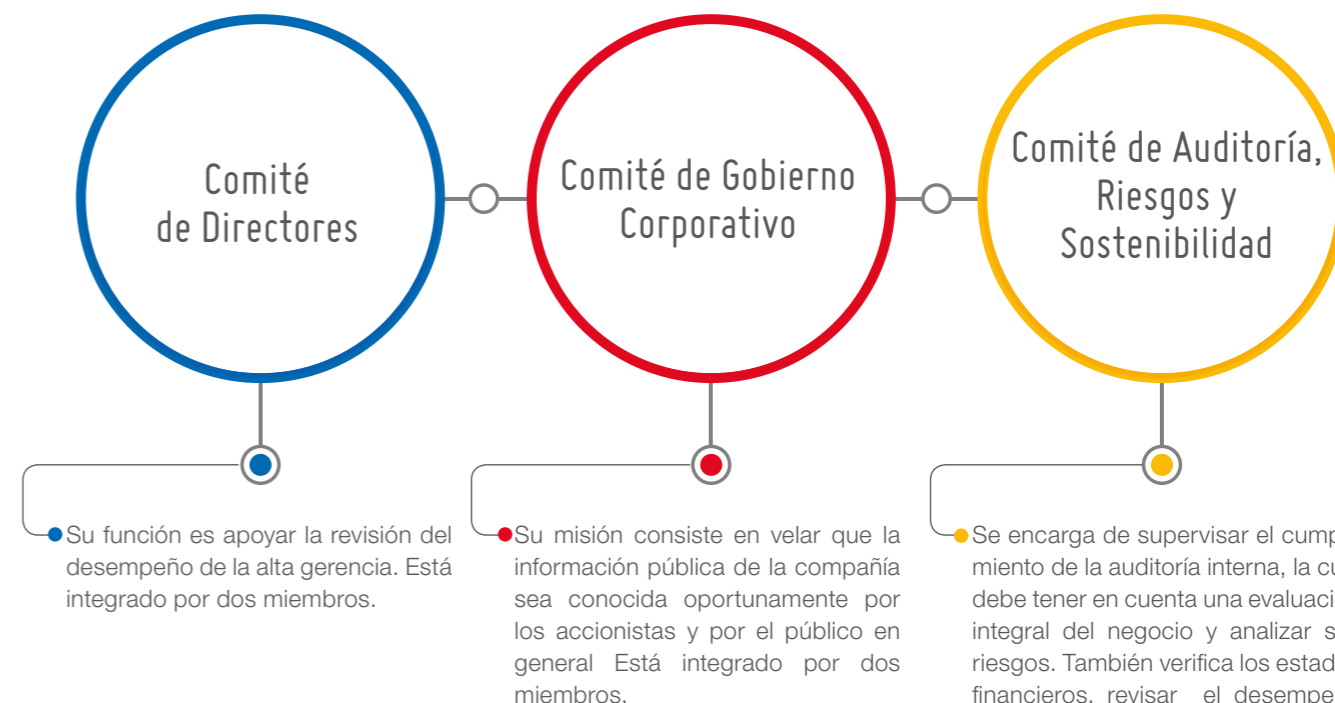 Comité
de Directores
Comité de Gobierno
Corporativo
Comité de Auditoría,
Riesgos y
Sostenibilidad
Su función es apoyar la revisión del
desempeño de la alta gerencia. Está
integrado por dos miembros.
Su misión consiste en velar que la
información pública de la compañía
sea conocida oportunamente por
los accionistas y por el público en
general Está integrado por dos
miembros.
Se encarga de supervisar el
miento de la auditoría interna, la
debe tener en cuenta una
integral del negocio y analizar
riesgos. También verifica los
financieros, revisar el